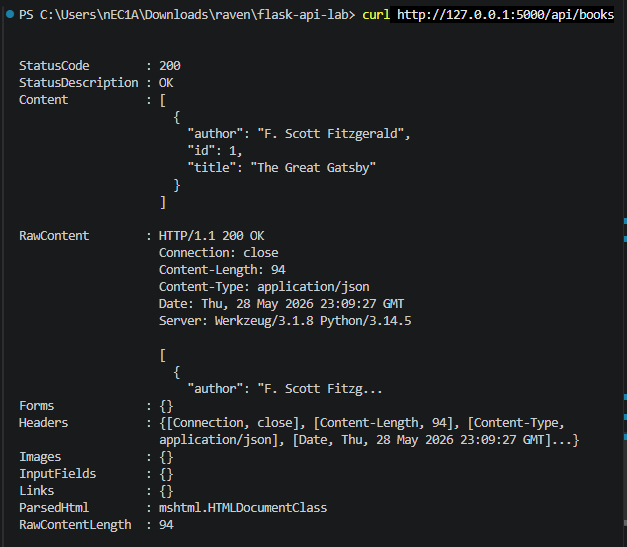 PS C:\Users\nEC1A\Downloads\raven\flask-api-lab> curl http://127.0.0.1:5000/api/books
StatusCode        : 200
StatusDescription : OK
Content           : [
                      {
                        "author": "F. Scott Fitzgerald",
                        "id": 1,
                        "title": "The Great Gatsby"
                      }
                    ]
RawContent        : HTTP/1.1 200 OK
                    Connection: close
                    Content-Length: 94
                    Content-Type: application/json
                    Date: Thu, 28 May 2026 23:09:27 GMT
                    Server: Werkzeug/3.1.8 Python/3.14.5
                    [
                      {
                        "author": "F. Scott Fitzg...
Forms             : {}
Headers           : {[Connection, close], [Content-Length, 94], [Content-Type,
                    application/json], [Date, Thu, 28 May 2026 23:09:27 GMT]...}
Images            : {}
InputFields       : {}
Links             : {}
ParsedHtml        : mshtml.HTMLDocumentClass
RawContentLength  : 94